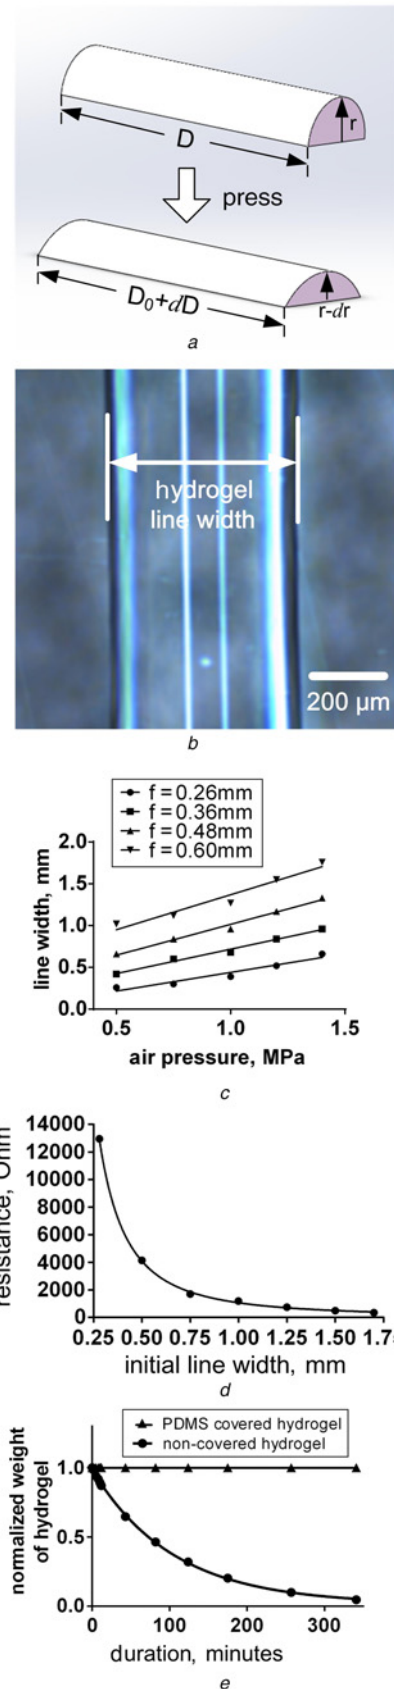 D
r
press
D₀+dD
r-dr
a
hydrogel
line width
200 µm
b
f = 0.26mm
f = 0.36mm
f = 0.48mm
f = 0.60mm
2.0
1.5
1.0
0.5
0.0
line width, mm
0.5 1.0 1.5
air pressure, MPa
c
14000
12000
10000
8000
6000
4000
2000
0
resistance, Ohm
0.25 0.50 0.75 1.00 1.25 1.50 1.75
initial line width, mm
d
PDMS covered hydrogel
non-covered hydrogel
1.0
0.5
0.0
normalized weight
of hydrogel
0 100 200 300
duration, minutes
e